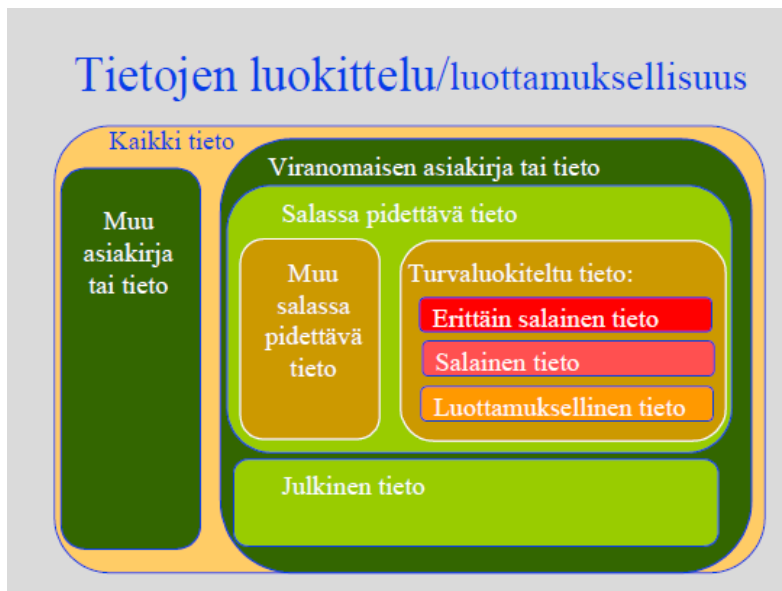 Tietojen luokittelu/luottamuksellisuus
Kaikki tieto
Viranomaisen asiakirja tai tieto
Muu
asiakirja
tai tieto
Salassa pidettävä tieto
Muu
salassa
pidettävä
tieto
Turvaluokiteltu tieto:
Erittäin salainen tieto
Salainen tieto
Luottamuksellinen tieto
Julkinen tieto